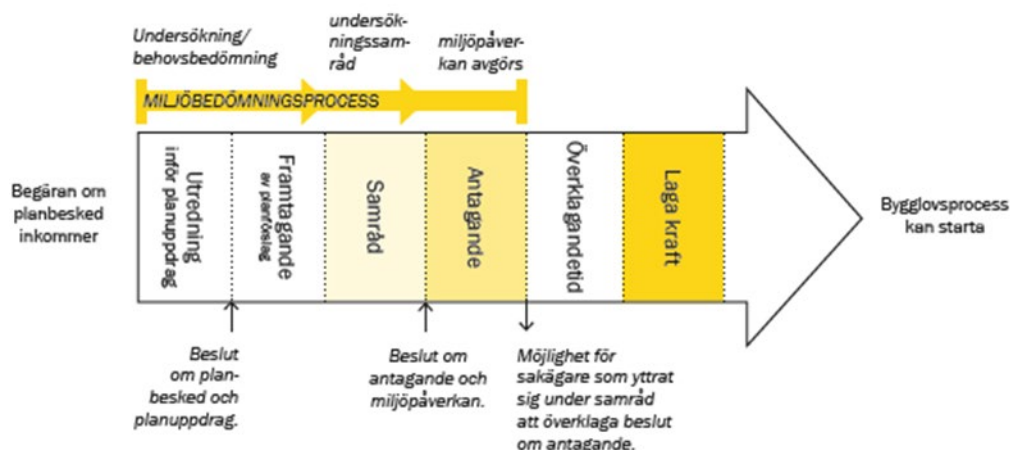 Undersökning/
behovsbedömning
undersök-
ningssam-
råd
miljöpåver-
kan avgörs
MILJÖBEDÖMNINGSPROCESS
Begäran om
planbesked
inkommer
Utredning
inför planuppdrag
Framtagande
av planförslag
Samråd
Antagande
Överklagandetid
Laga kraft
Bygglovsprocess
kan starta
Beslut
om plan-
besked och
planuppdrag.
Beslut om
antagande och
miljöpåverkan.
Möjlighet för
sakägare som yttrat
sig under samråd
att överklaga beslut
om antagande.